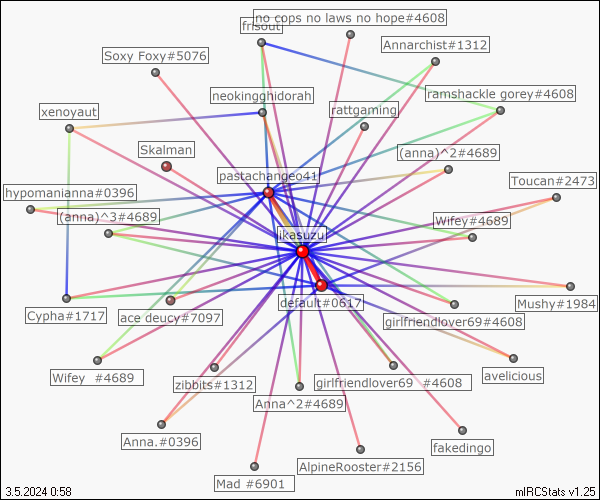 no cops no laws no hope#4608
frisout
Annarchist#1312
Soxy Foxy#5076
neokingghidorah
ramshackle gorey#4608
xenoyaut
rattgaming
Skalman
(anna)^2#4689
pastachangeo41
Toucan#2473
hypomanianna#0396
(anna)^3#4689
Wifey#4689
ikasuzu
default#0617
Mushy#1984
Cypha#1717
ace deucy#7097
girlfriendlover69#4608
Wifey #4689
zibbits#1312
girlfriendlover69 #4608
avelicious
Anna^2#4689
Anna.#0396
fakedingo
AlpineRooster#2156
Mad #6901
3.5.2024 0:58
mIRCStats v1.25